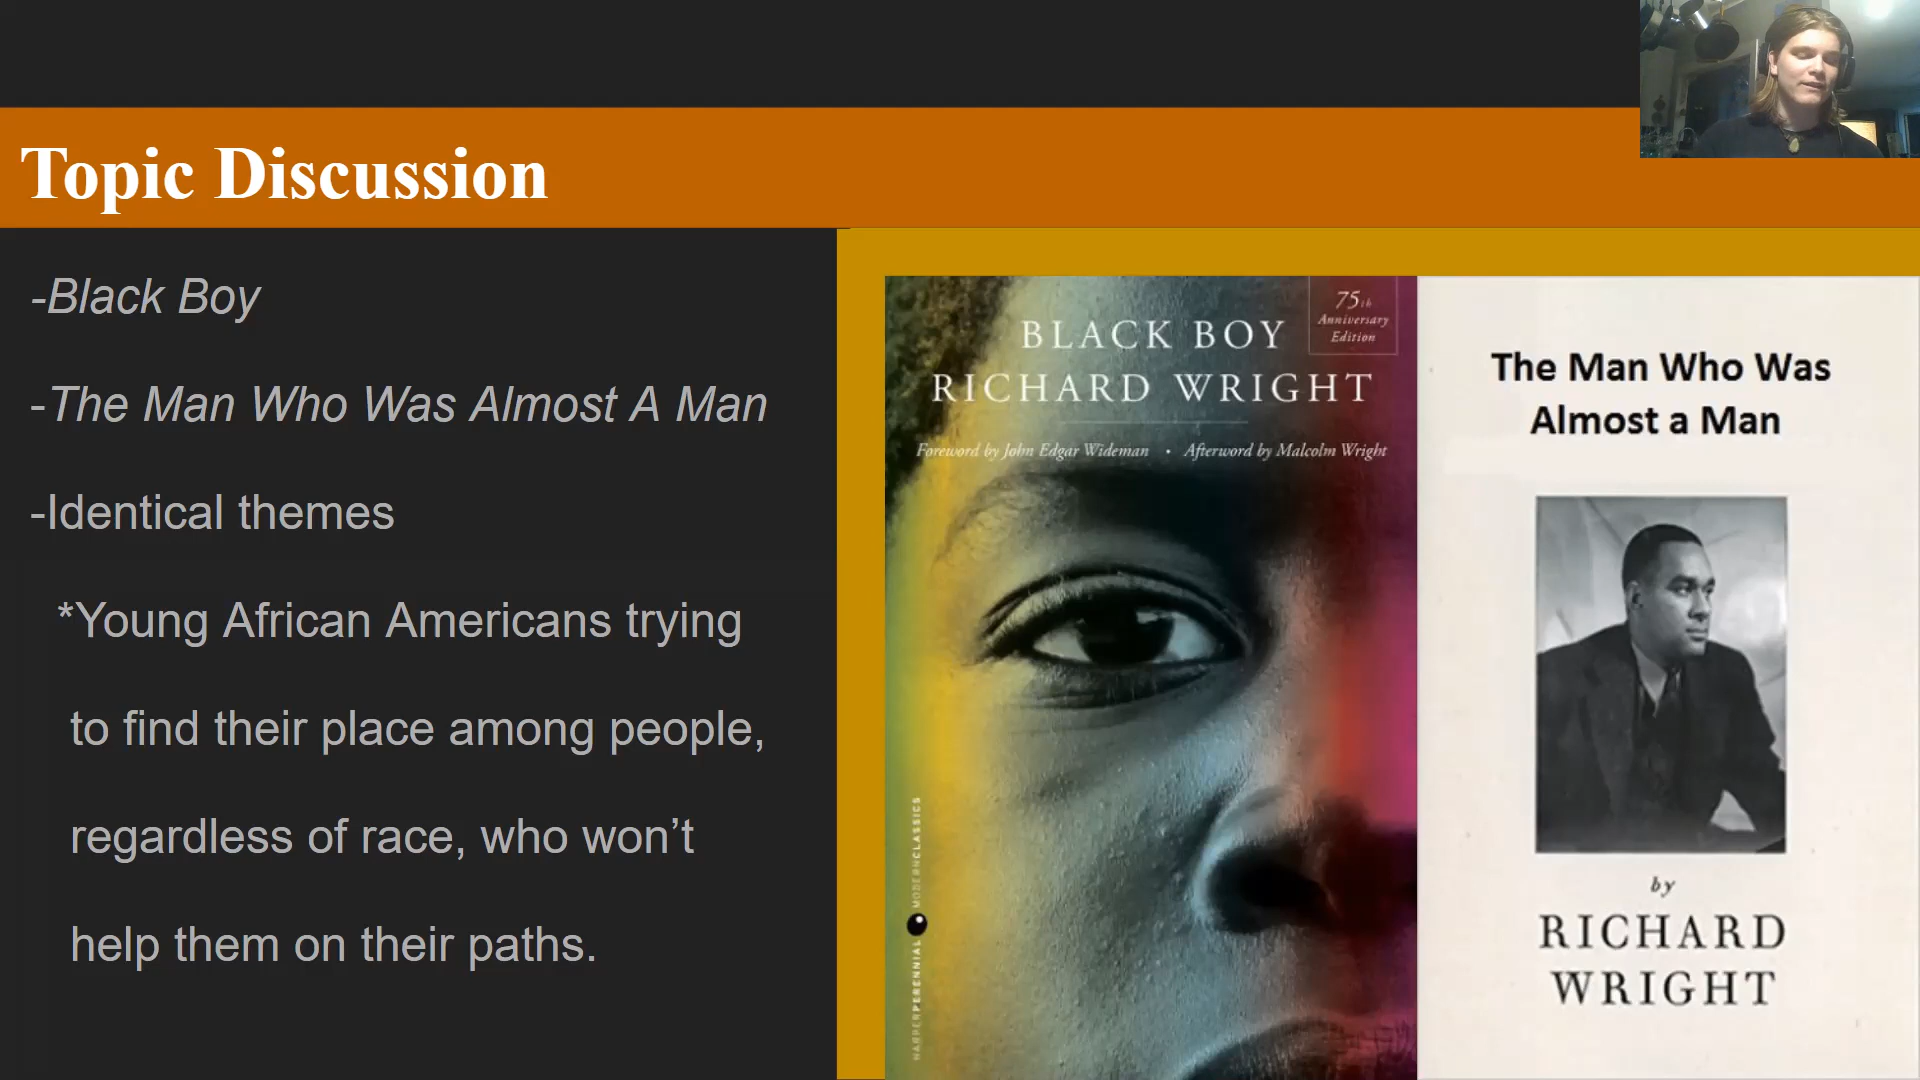 Topic Discussion
-Black Boy
-The Man Who Was Almost A Man
-Identical themes
*Young African Americans trying
to find their place among people,
regardless of race, who won't
help them on their paths.
75th
Anniversary
Edition
BLACK BOY
RICHARD WRIGHT
Foreword by John Edgar Wideman • Afterword by Malcolm Wright
HARPERPERENNIAL MODERNCLASSICS
The Man Who Was
Almost a Man
by
RICHARD
WRIGHT